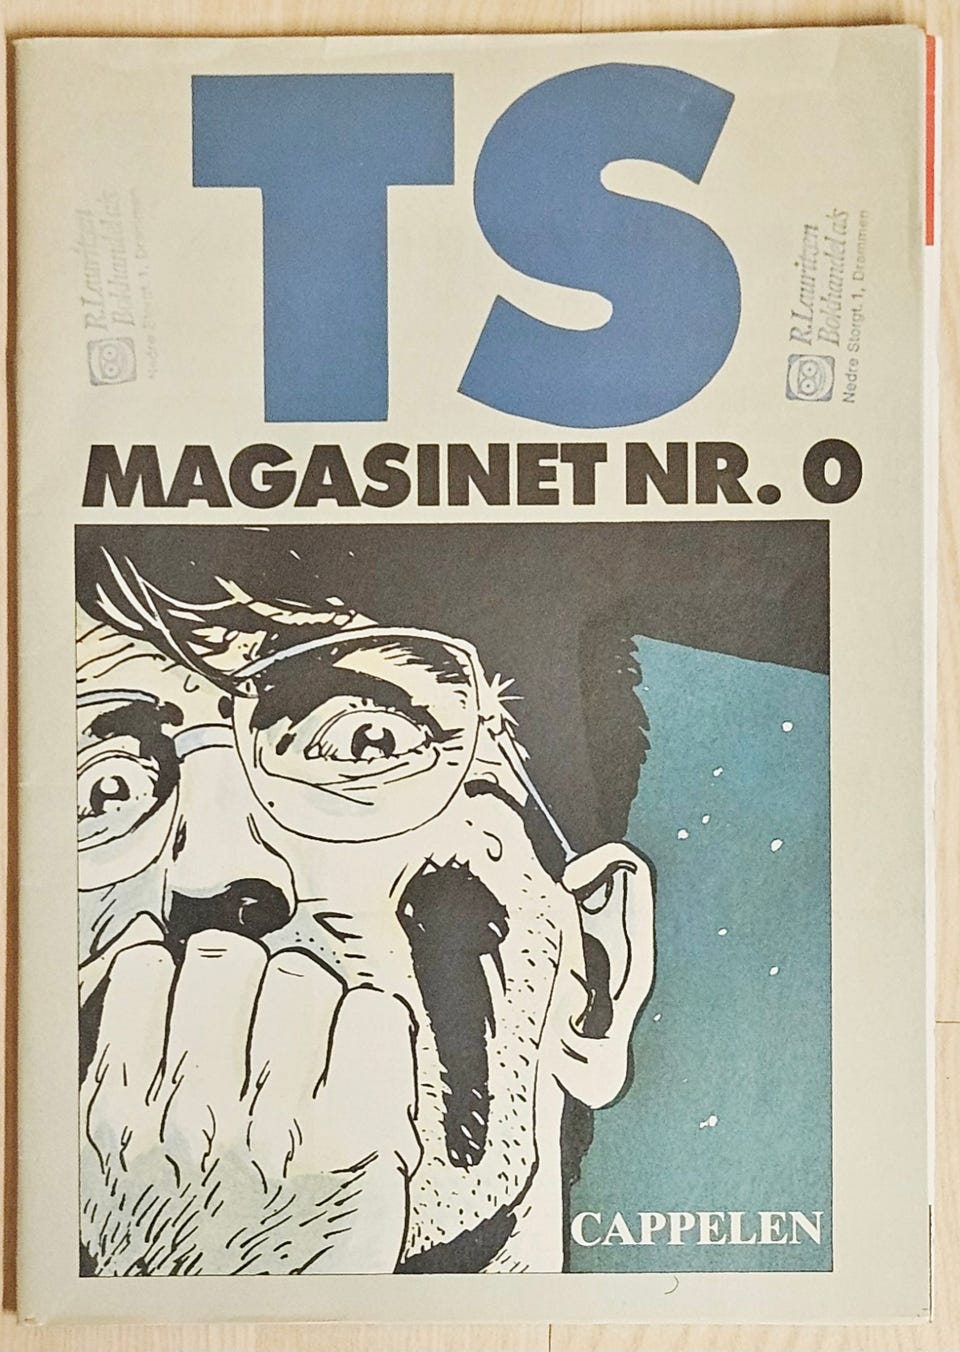 TS
R.Lauritzen
Bokhandel a/s
Nedre Storgt. 1, Drammen
R.Lauritzen
Bokhandel a/s
Nedre Storgt. 1, Drammen
MAGASINET NR. 0
CAPPELEN